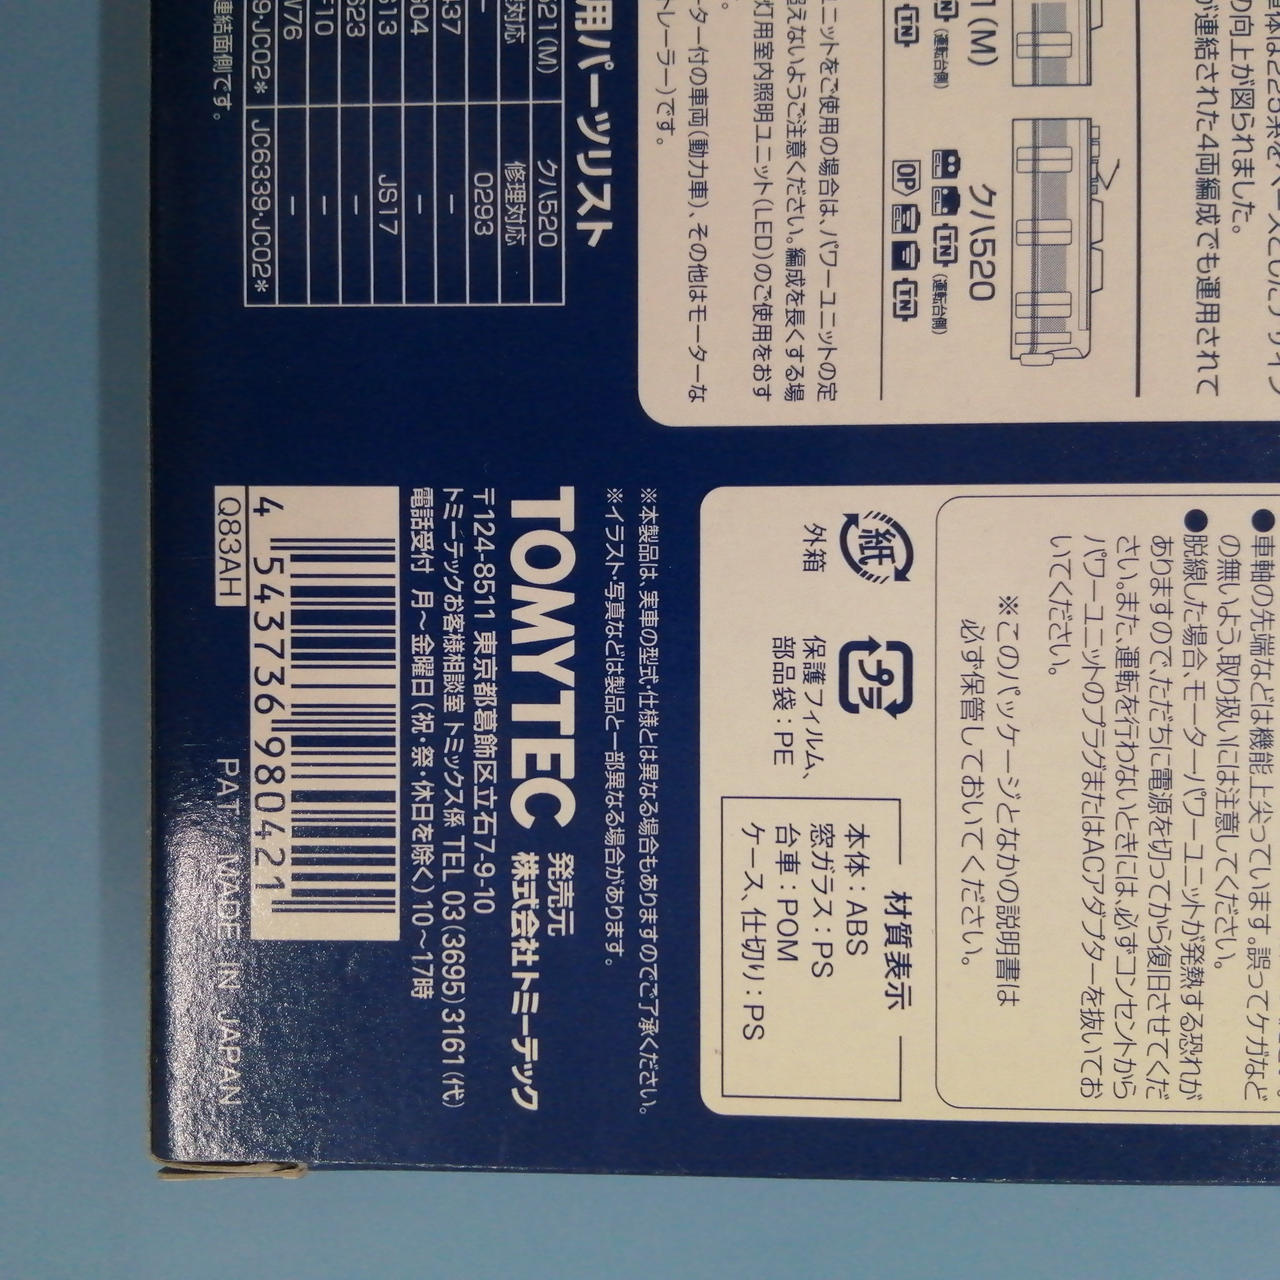 用パーツリスト
521(M)
クハ520
対応
修理対応
0293
437
–
G04
–
S13
JS17
S23
–
F10
–
W76
–
9・JC02*
JC6339・JC02*
連結面側です。
ユニットをご使用の場合は、パワーユニットの定
超えないようご注意ください。編成を長くする場
灯用室内照明ユニット(LED)のご使用をおす
ーター付の車両(動力車)、その他はモーターな
トレーラー)です。
1(M)
クハ520
(運転台側)
TN
(運転台側)
TN
OP
TN
TN
の向上が図られました。
が連結された4両編成でも運用されて
●車軸の先端などは機能上尖っています。誤ってケガなど
の無いよう、取り扱いには注意してください。
●脱線した場合、モーター・パワーユニットが発熱する恐れが
ありますので、ただちに電源を切ってから復旧させてくだ
さい。また、運転を行わないときには、必ずコンセントから
パワーユニットのプラグまたはACアダプターを抜いてお
いてください。
※このパッケージとなかの説明書は
必ず保管しておいてください。
紙
外箱
プラ
保護フィルム、
部品袋：PE
材質表示
本体：ABS
窓ガラス：PS
台車：POM
ケース、仕切り：PS
※本製品は、実車の型式・仕様とは異なる場合もありますのでご了承ください。
※イラスト・写真などは製品と一部異なる場合があります。
TOMYTEC
発売元
株式会社トミーテック
〒124-8511 東京都葛飾区立石7-9-10
トミーテックお客様相談室 トミックス係 TEL 03(3695)3161(代)
電話受付 月～金曜日(祝・祭・休日を除く)10～17時
4 543736 980421
Q83AH
PAT. MADE IN JAPAN